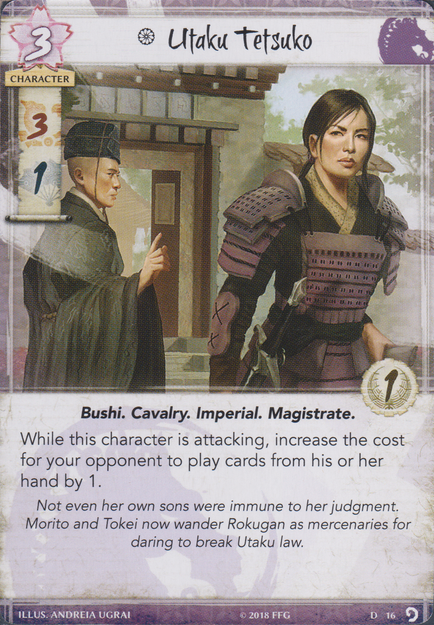 3
Utaku Tetsuko
CHARACTER
3
1
1
Bushi. Cavalry. Imperial. Magistrate.
While this character is attacking, increase the cost
for your opponent to play cards from his or her
hand by 1.
Not even her own sons were immune to her judgment.
Morito and Tokei now wander Rokugan as mercenaries for
daring to break Utaku law.
ILLUS. ANDREIA UGRAI
© 2018 FFG
D 16